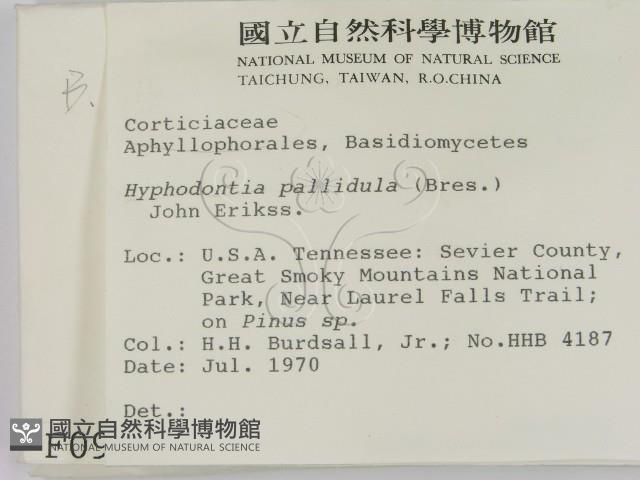 國立自然科學博物館
NATIONAL MUSEUM OF NATURAL SCIENCE
TAICHUNG, TAIWAN, R.O.CHINA
B.
Corticiaceae
Aphyllophorales, Basidiomycetes
Hyphodontia pallidula (Bres.)
John Erikss.
Loc.: U.S.A. Tennessee: Sevier County,
Great Smoky Mountains National
Park, Near Laurel Falls Trail;
on Pinus sp.
Col.: H.H. Burdsall, Jr.; No.HHB 4187
Date: Jul. 1970
Det.:
國立自然科學博物館
NATIONAL MUSEUM OF NATURAL SCIENCE
F09